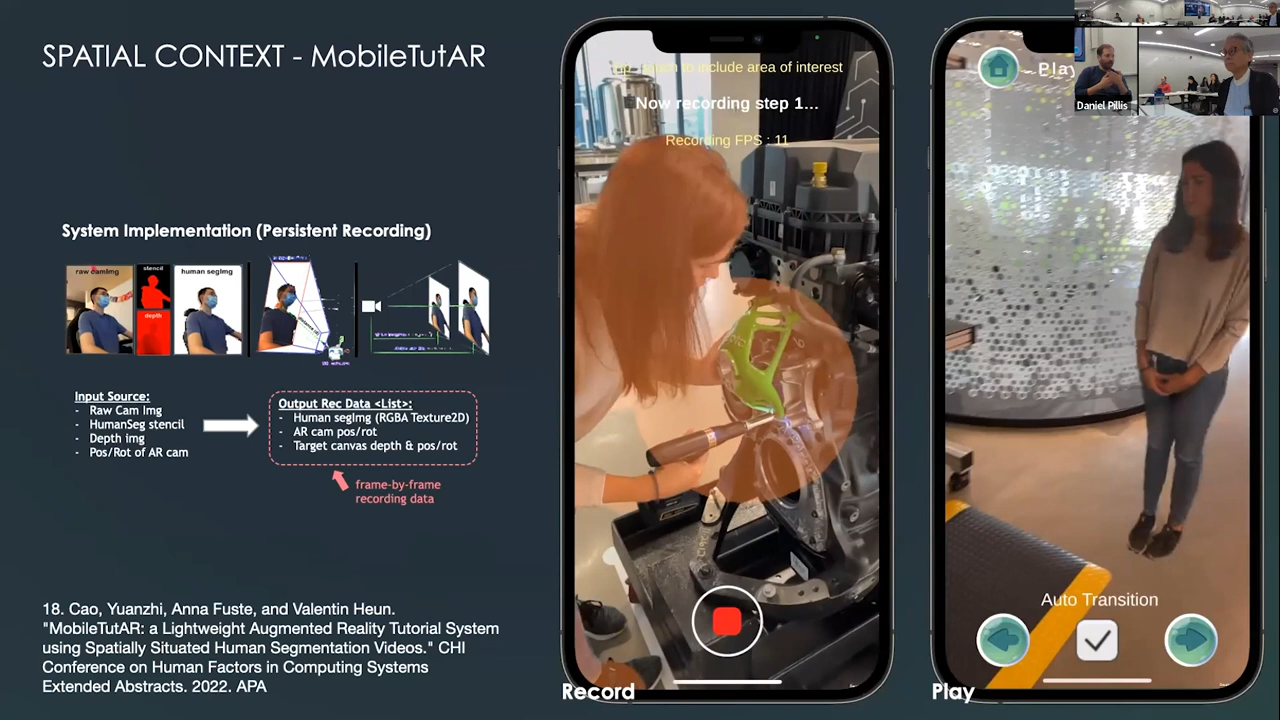 SPATIAL CONTEXT - MobileTutAR
System Implementation (Persistent Recording)
raw camImg
stencil
depth
human segImg
Input Source:
- Raw Cam Img
- HumanSeg stencil
- Depth img
- Pos/Rot of AR cam
Output Rec Data <List>:
- Human segImg (RGBA Texture2D)
- AR cam pos/rot
- Target canvas depth & pos/rot
frame-by-frame
recording data
18. Cao, Yuanzhi, Anna Fuste, and Valentin Heun.
"MobileTutAR: a Lightweight Augmented Reality Tutorial System
using Spatially Situated Human Segmentation Videos." CHI
Conference on Human Factors in Computing Systems
Extended Abstracts. 2022. APA
to include area of interest
Now recording step 1...
Recording FPS : 11
Record
Play
Daniel Pillis
Auto Transition
Play